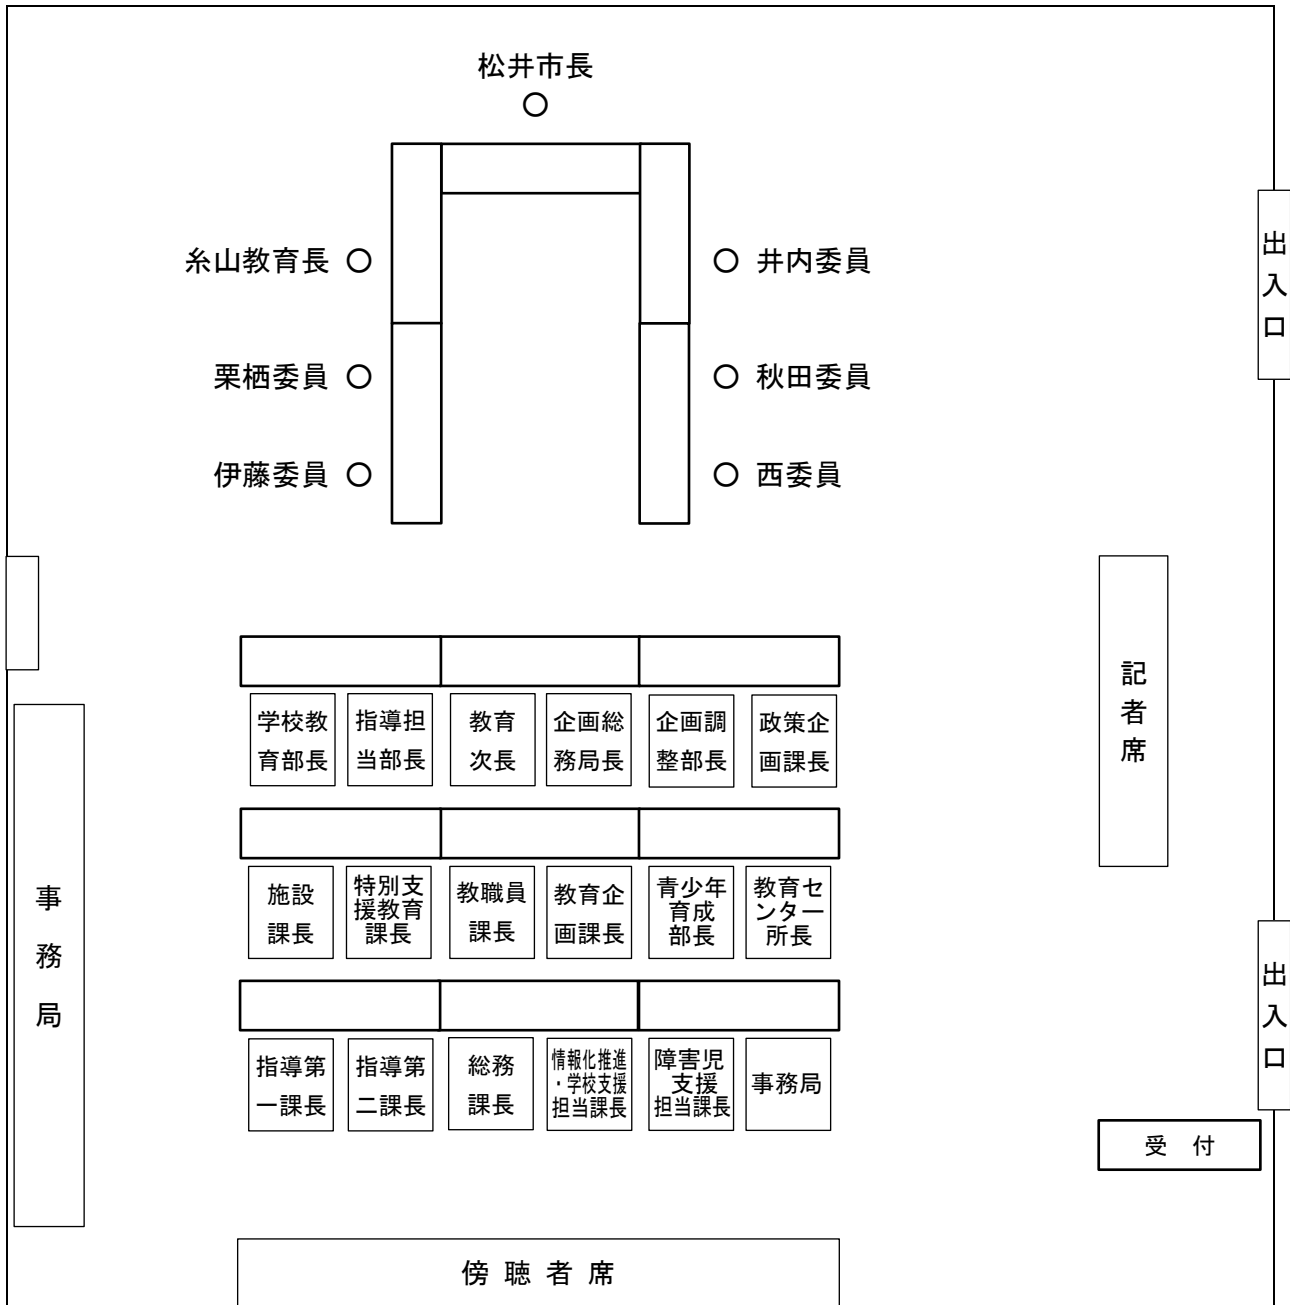 松井市長
○
糸山教育長 ○
○ 井内委員
栗栖委員 ○
○ 秋田委員
伊藤委員 ○
○ 西委員
出入口
記者席
学校教
育部長
指導担
当部長
教育
次長
企画総
務局長
企画調
整部長
政策企
画課長
施設
課長
特別支
援教育
課長
教職員
課長
教育企
画課長
青少年
育成
部長
教育セ
ンター
所長
事務局
指導第
一課長
指導第
二課長
総務
課長
情報化推進
・学校支援
担当課長
障害児
支援
担当課長
事務局
出入口
受 付
傍 聴 者 席